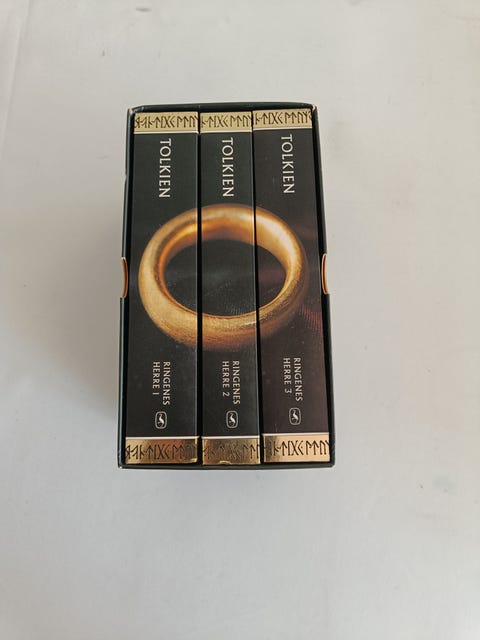 TOLKIEN
RINGENES
HERRE 1
TOLKIEN
RINGENES
HERRE 2
TOLKIEN
RINGENES
HERRE 3